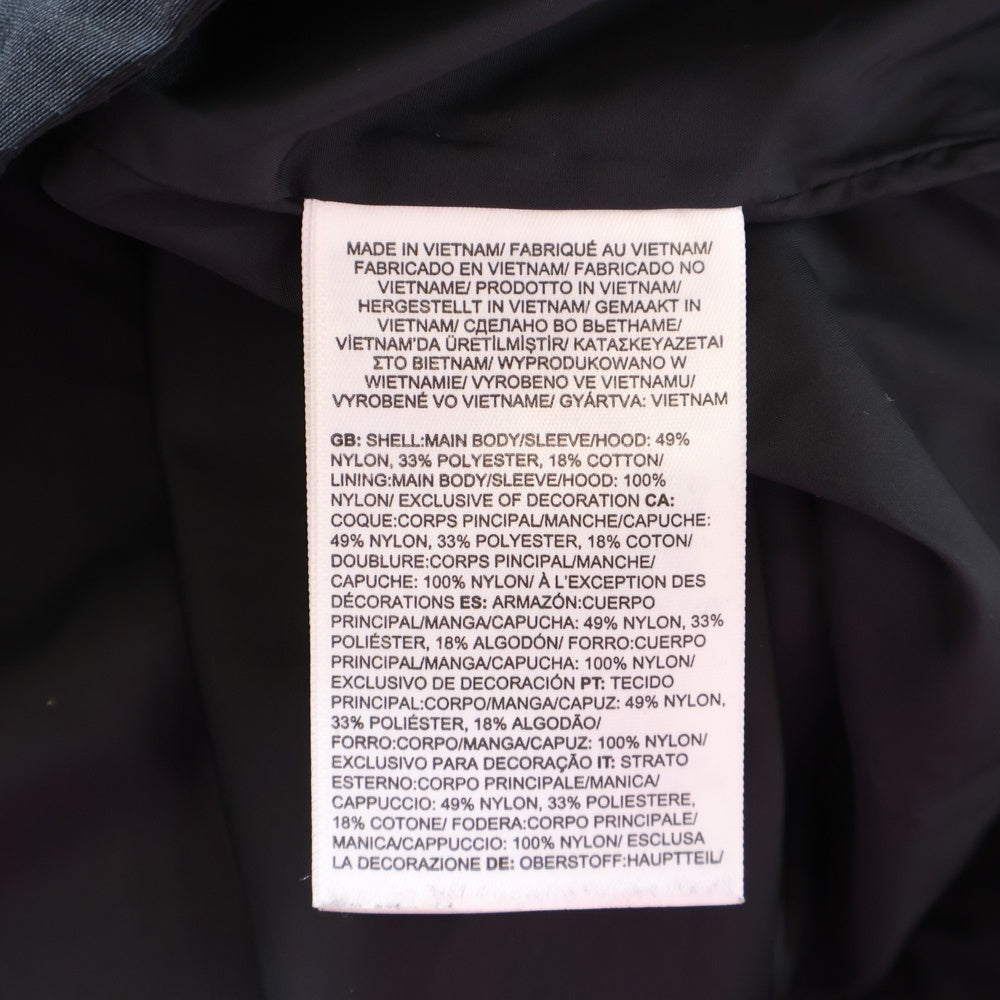 MADE IN VIETNAM/ FABRIQUÉ AU VIETNAM/
FABRICADO EN VIETNAM/ FABRICADO NO
VIETNAME/ PRODOTTO IN VIETNAM/
HERGESTELLT IN VIETNAM/ GEMAAKT IN
VIETNAM/ СДЕЛАНО ВО ВЬЕТНАМЕ/
VİETNAM'DA ÜRETİLMİŞTİR/ ΚΑΤΑΣΚΕΥΑΖΕΤΑΙ
ΣΤΟ ΒΙΕΤΝΑΜ/ WYPRODUKOWANO W
WIETNAMIE/ VYROBENO VE VIETNAMU/
VYROBENÉ VO VIETNAME/ GYÁRTVA: VIETNAM
GB: SHELL:MAIN BODY/SLEEVE/HOOD: 49%
NYLON, 33% POLYESTER, 18% COTTON/
LINING:MAIN BODY/SLEEVE/HOOD: 100%
NYLON/ EXCLUSIVE OF DECORATION CA:
COQUE:CORPS PINCIPAL/MANCHE/CAPUCHE:
49% NYLON, 33% POLYESTER, 18% COTON/
DOUBLURE:CORPS PINCIPAL/MANCHE/
CAPUCHE: 100% NYLON/ À L'EXCEPTION DES
DÉCORATIONS ES: ARMAZÓN:CUERPO
PRINCIPAL/MANGA/CAPUCHA: 49% NYLON, 33%
POLIÉSTER, 18% ALGODÓN/ FORRO:CUERPO
PRINCIPAL/MANGA/CAPUCHA: 100% NYLON/
EXCLUSIVO DE DECORACIÓN PT: TECIDO
PRINCIPAL:CORPO/MANGA/CAPUZ: 49% NYLON,
33% POLIÉSTER, 18% ALGODÃO/
FORRO:CORPO/MANGA/CAPUZ: 100% NYLON/
EXCLUSIVO PARA DECORAÇÃO IT: STRATO
ESTERNO:CORPO PRINCIPALE/MANICA/
CAPPUCCIO: 49% NYLON, 33% POLIESTERE,
18% COTONE/ FODERA:CORPO PRINCIPALE/
MANICA/CAPPUCCIO: 100% NYLON/ ESCLUSA
LA DECORAZIONE DE: OBERSTOFF:HAUPTTEIL/